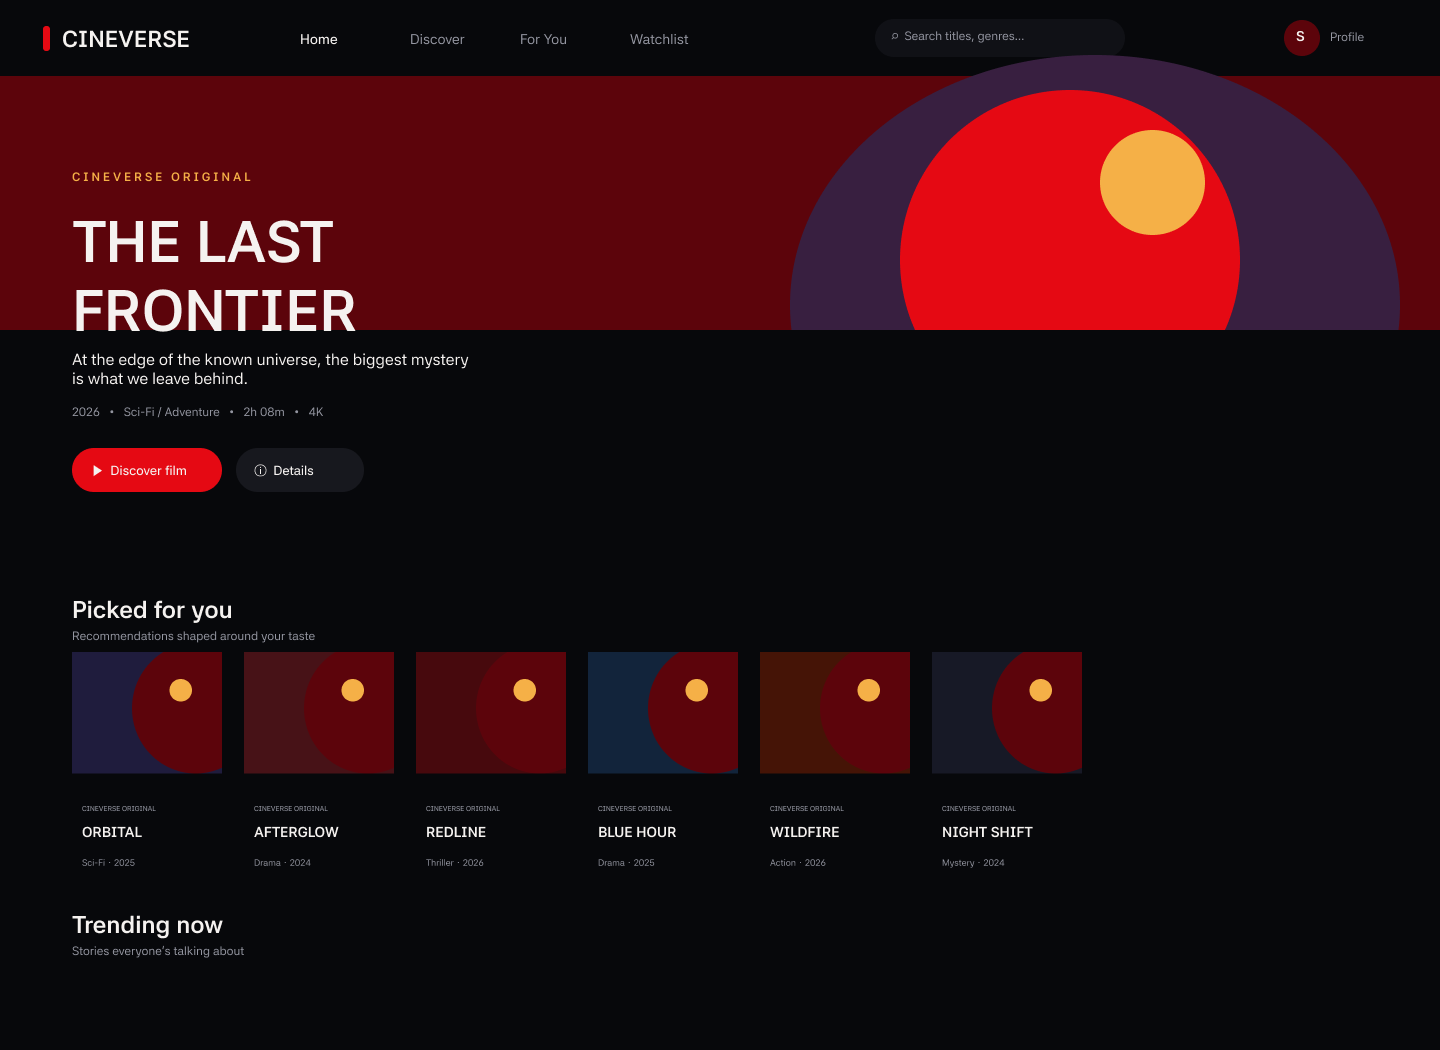 CINEVERSE
Home
Discover
For You
Watchlist
⌕ Search titles, genres...
S
Profile
CINEVERSE ORIGINAL
THE LAST
FRONTIER
At the edge of the known universe, the biggest mystery
is what we leave behind.
2026 • Sci-Fi / Adventure • 2h 08m • 4K
▶ Discover film
ⓘ Details
Picked for you
Recommendations shaped around your taste
CINEVERSE ORIGINAL
ORBITAL
Sci-Fi · 2025
CINEVERSE ORIGINAL
AFTERGLOW
Drama · 2024
CINEVERSE ORIGINAL
REDLINE
Thriller · 2026
CINEVERSE ORIGINAL
BLUE HOUR
Drama · 2025
CINEVERSE ORIGINAL
WILDFIRE
Action · 2026
CINEVERSE ORIGINAL
NIGHT SHIFT
Mystery · 2024
Trending now
Stories everyone’s talking about